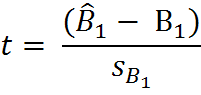 t = (B̂₁ − B₁) / s_B₁